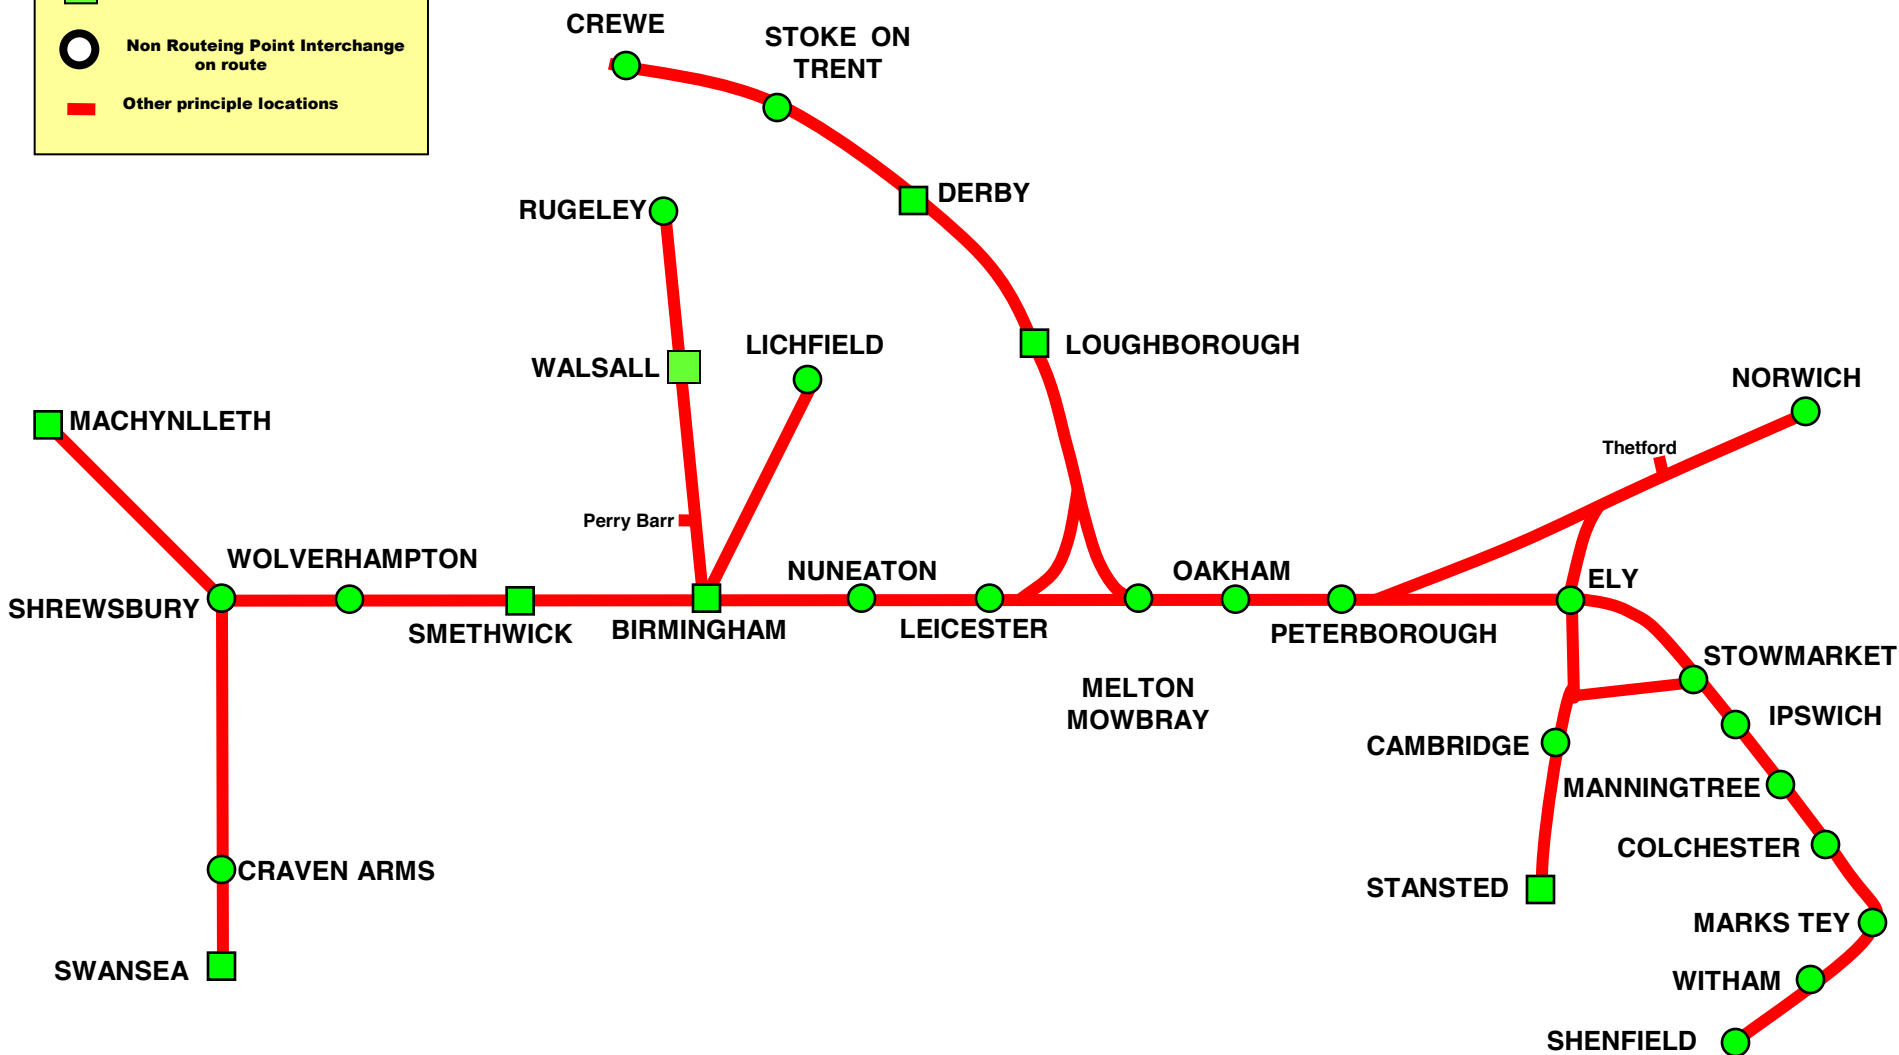 CREWE
STOKE ON
TRENT
Non Routeing Point Interchange
on route
Other principle locations
DERBY
RUGELEY
LICHFIELD
LOUGHBOROUGH
WALSALL
NORWICH
MACHYNLLETH
Thetford
Perry Barr
WOLVERHAMPTON
NUNEATON
OAKHAM
ELY
SHREWSBURY
SMETHWICK
BIRMINGHAM
LEICESTER
PETERBOROUGH
STOWMARKET
MELTON
MOWBRAY
IPSWICH
CAMBRIDGE
MANNINGTREE
COLCHESTER
CRAVEN ARMS
STANSTED
MARKS TEY
SWANSEA
WITHAM
SHENFIELD